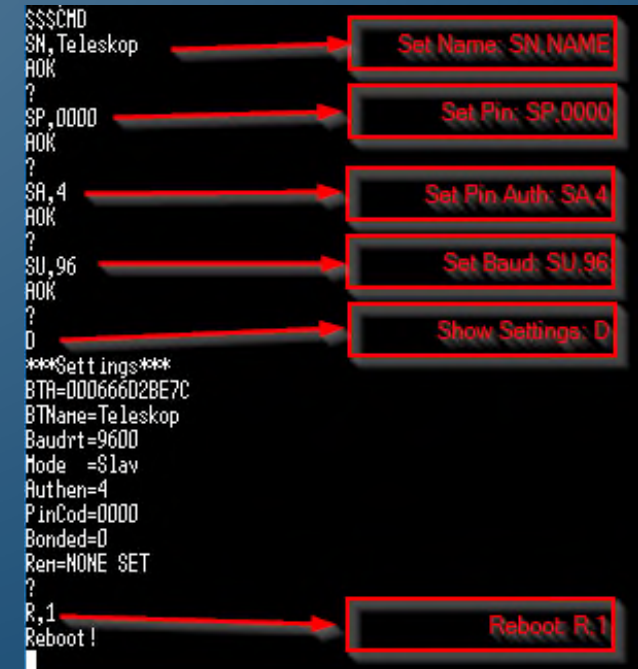 $$$CMD
SN,Teleskop
Set Name: SN,NAME
AOK
?
SP,0000
Set Pin: SP,0000
AOK
?
SA,4
Set Pin Auth: SA,4
AOK
?
SU,96
Set Baud: SU,96
AOK
?
D
Show Settings: D
***Settings***
BTA=000666D2BE7C
BTName=Teleskop
Baudrt=9600
Mode =Slav
Authen=4
PinCod=0000
Bonded=0
Rem=NONE SET
?
R,1
Reboot: R,1
Reboot!